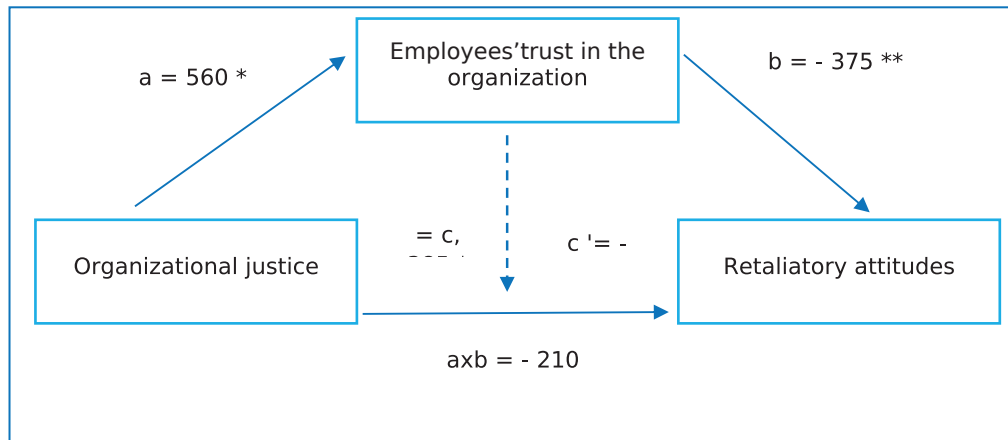 Employees’trust in the
organization
a = 560 *
b = - 375 **
= c,
c '= -
Organizational justice
Retaliatory attitudes
axb = - 210